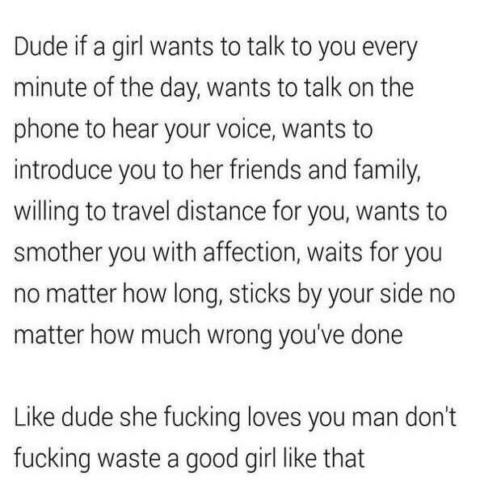 Dude if a girl wants to talk to you every
minute of the day, wants to talk on the
phone to hear your voice, wants to
introduce you to her friends and family,
willing to travel distance for you, wants to
smother you with affection, waits for you
no matter how long, sticks by your side no
matter how much wrong you've done
Like dude she fucking loves you man don't
fucking waste a good girl like that